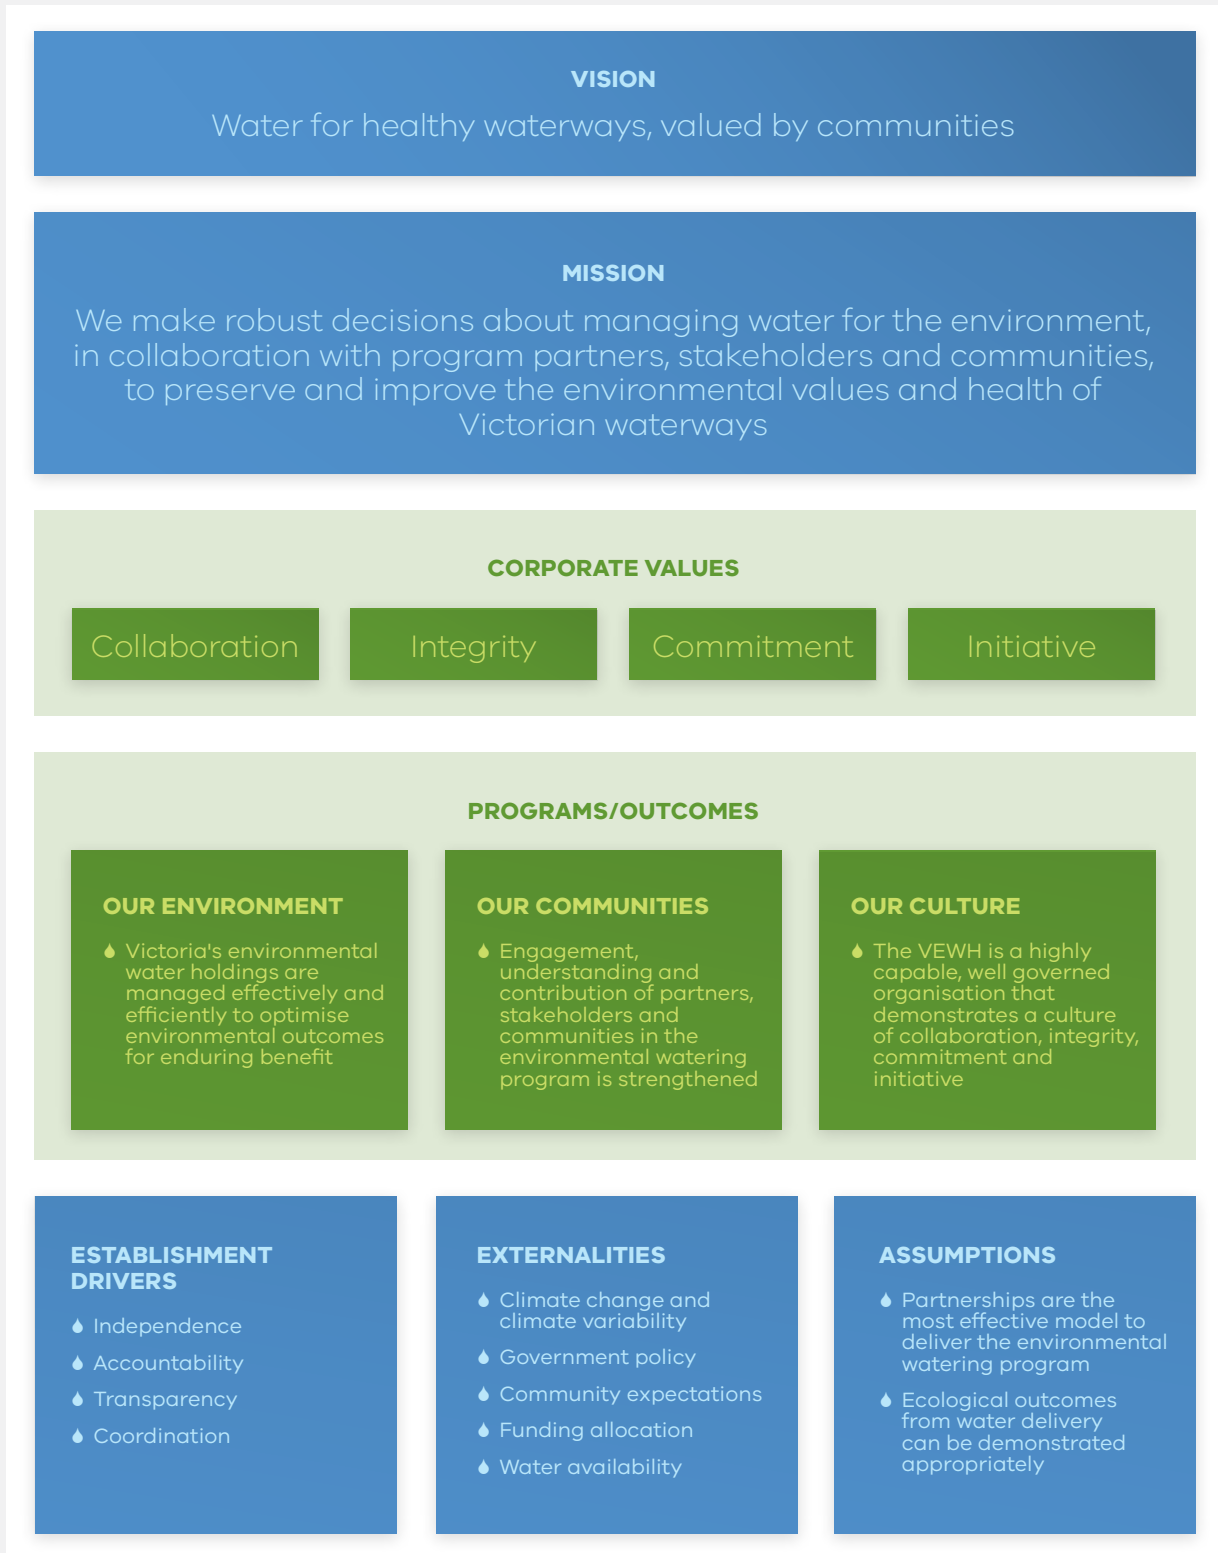 VISION
Water for healthy waterways, valued by communities
MISSION
We make robust decisions about managing water for the environment,
in collaboration with program partners, stakeholders and communities,
to preserve and improve the environmental values and health of
Victorian waterways
CORPORATE VALUES
Collaboration
Integrity
Commitment
Initiative
PROGRAMS/OUTCOMES
OUR ENVIRONMENT
Victoria's environmental
water holdings are
managed effectively and
efficiently to optimise
environmental outcomes
for enduring benefit
OUR COMMUNITIES
Engagement,
understanding and
contribution of partners,
stakeholders and
communities in the
environmental watering
program is strengthened
OUR CULTURE
The VEWH is a highly
capable, well governed
organisation that
demonstrates a culture
of collaboration, integrity,
commitment and
initiative
ESTABLISHMENT
DRIVERS
Independence
Accountability
Transparency
Coordination
EXTERNALITIES
Climate change and
climate variability
Government policy
Community expectations
Funding allocation
Water availability
ASSUMPTIONS
Partnerships are the
most effective model to
deliver the environmental
watering program
Ecological outcomes
from water delivery
can be demonstrated
appropriately